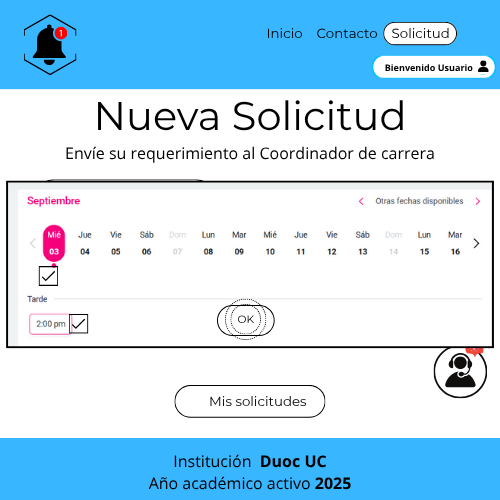 1
Inicio Contacto Solicitud
Bienvenido Usuario
Nueva Solicitud
Envíe su requerimiento al Coordinador de carrera
Septiembre Otras fechas disponibles
Mié Jue Vie Sáb Dom Lun Mar Mié Jue Vie Sáb Dom Lun Mar
03 04 05 06 07 08 09 10 11 12 13 14 15 16
Tarde
2:00 pm
OK
Mis solicitudes
Institución Duoc UC
Año académico activo 2025